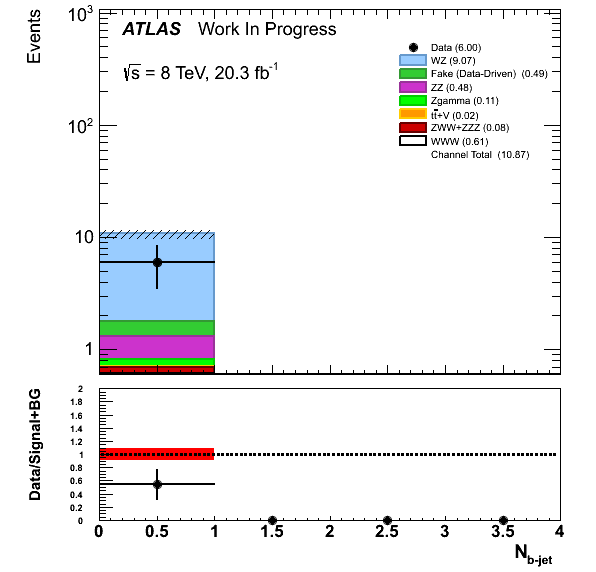 Events
10³
10²
10
1
ATLAS Work In Progress
√s = 8 TeV, 20.3 fb⁻¹
Data (6.00)
WZ (9.07)
Fake (Data-Driven) (0.49)
ZZ (0.48)
Zgamma (0.11)
tt̄+V (0.02)
ZWW+ZZZ (0.08)
WWW (0.61)
Channel Total (10.87)
Data/Signal+BG
2
1.8
1.6
1.4
1.2
1
0.8
0.6
0.4
0.2
0
0 0.5 1 1.5 2 2.5 3 3.5 4
N b-jet